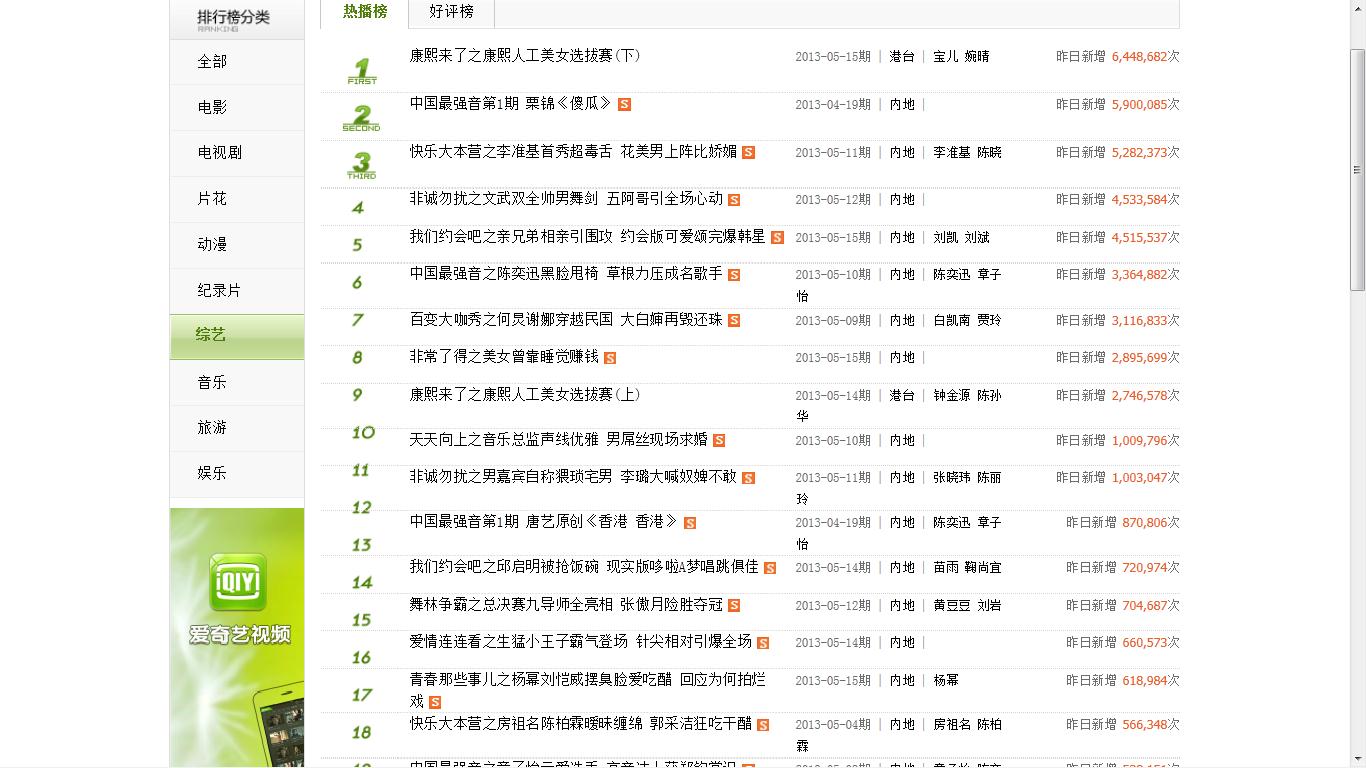 排行榜分类
RANKING
全部
电影
电视剧
片花
动漫
纪录片
综艺
音乐
旅游
娱乐
iQIYI
爱奇艺视频
热播榜 好评榜
1 FIRST 康熙来了之康熙人工美女选拔赛(下) 2013-05-15期 | 港台 | 宝儿 婉晴 昨日新增 6,448,682次
2 SECOND 中国最强音第1期 栗锦《傻瓜》 S 2013-04-19期 | 内地 | 昨日新增 5,900,085次
3 THIRD 快乐大本营之李准基首秀超毒舌 花美男上阵比娇媚 S 2013-05-11期 | 内地 | 李准基 陈晓 昨日新增 5,282,373次
4 非诚勿扰之文武双全帅男舞剑 五阿哥引全场心动 S 2013-05-12期 | 内地 | 昨日新增 4,533,584次
5 我们约会吧之亲兄弟相亲引围攻 约会版可爱颂完爆韩星 S 2013-05-15期 | 内地 | 刘凯 刘斌 昨日新增 4,515,537次
6 中国最强音之陈奕迅黑脸甩椅 草根力压成名歌手 S 2013-05-10期 | 内地 | 陈奕迅 章子 昨日新增 3,364,882次
怡
7 百变大咖秀之何炅谢娜穿越民国 大白婶再毁还珠 S 2013-05-09期 | 内地 | 白凯南 贾玲 昨日新增 3,116,833次
8 非常了得之美女曾靠睡觉赚钱 S 2013-05-15期 | 内地 | 昨日新增 2,895,699次
9 康熙来了之康熙人工美女选拔赛(上) 2013-05-14期 | 港台 | 钟金源 陈孙 昨日新增 2,746,578次
华
10 天天向上之音乐总监声线优雅 男屌丝现场求婚 S 2013-05-10期 | 内地 | 昨日新增 1,009,796次
11 非诚勿扰之男嘉宾自称猥琐宅男 李璐大喊奴婢不敢 S 2013-05-11期 | 内地 | 张晓玮 陈丽 昨日新增 1,003,047次
玲
12 中国最强音第1期 唐艺原创《香港 香港》 S 2013-04-19期 | 内地 | 陈奕迅 章子 昨日新增 870,806次
怡
13 我们约会吧之邱启明被抢饭碗 现实版哆啦A梦唱跳俱佳 S 2013-05-14期 | 内地 | 苗雨 鞠尚宜 昨日新增 720,974次
14 舞林争霸之总决赛九导师全亮相 张傲月险胜夺冠 S 2013-05-12期 | 内地 | 黄豆豆 刘岩 昨日新增 704,687次
15 爱情连连看之生猛小王子霸气登场 针尖相对引爆全场 S 2013-05-14期 | 内地 | 昨日新增 660,573次
16 青春那些事儿之杨幂刘恺威摆臭脸爱吃醋 回应为何拍烂 2013-05-15期 | 内地 | 杨幂 昨日新增 618,984次
17 戏 S
18 快乐大本营之房祖名陈柏霖暧昧缠绵 郭采洁狂吃干醋 S 2013-05-04期 | 内地 | 房祖名 陈柏 昨日新增 566,348次
霖